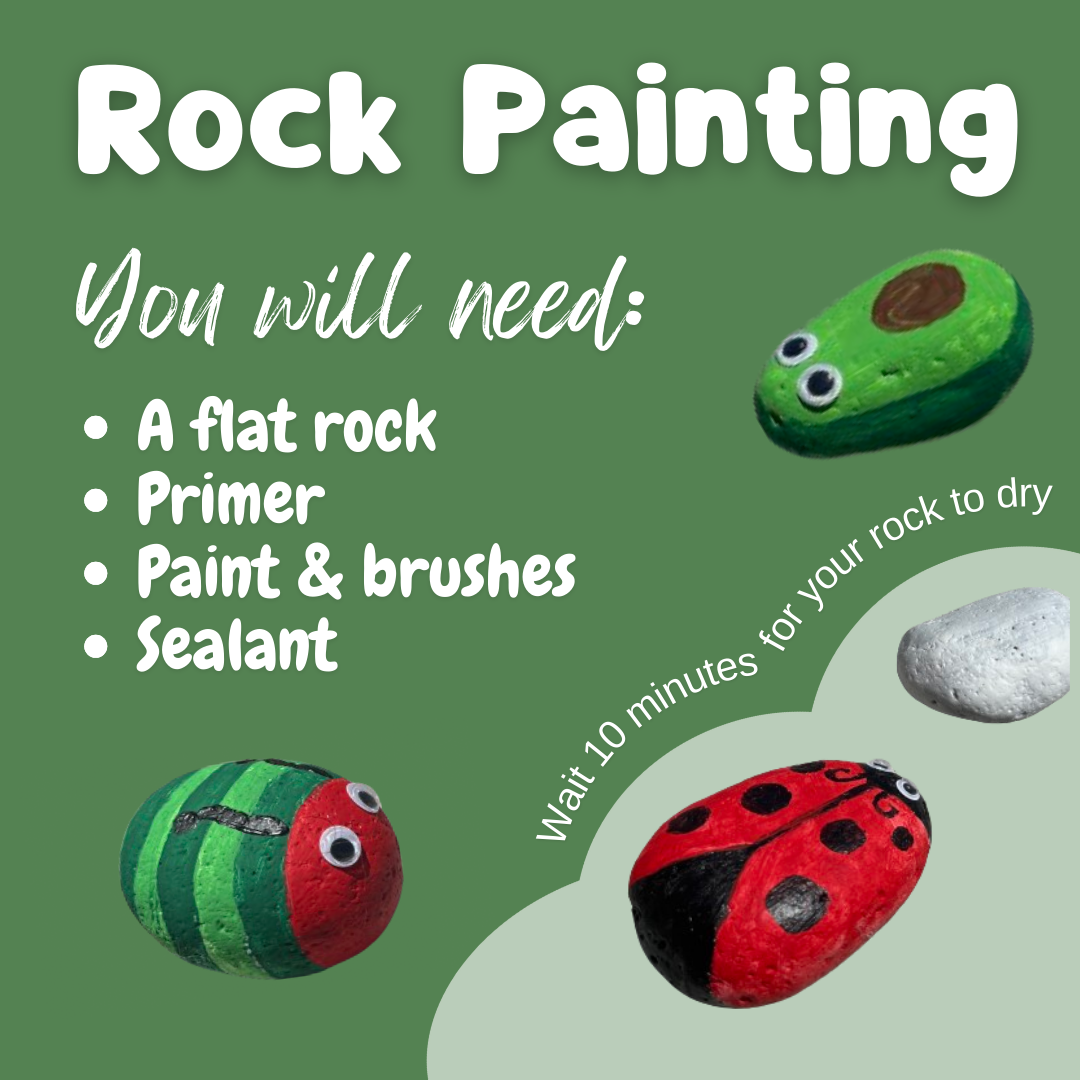 Rock Painting
You will need:
A flat rock
Primer
Paint & brushes
Sealant
Wait 10 minutes for your rock to dry